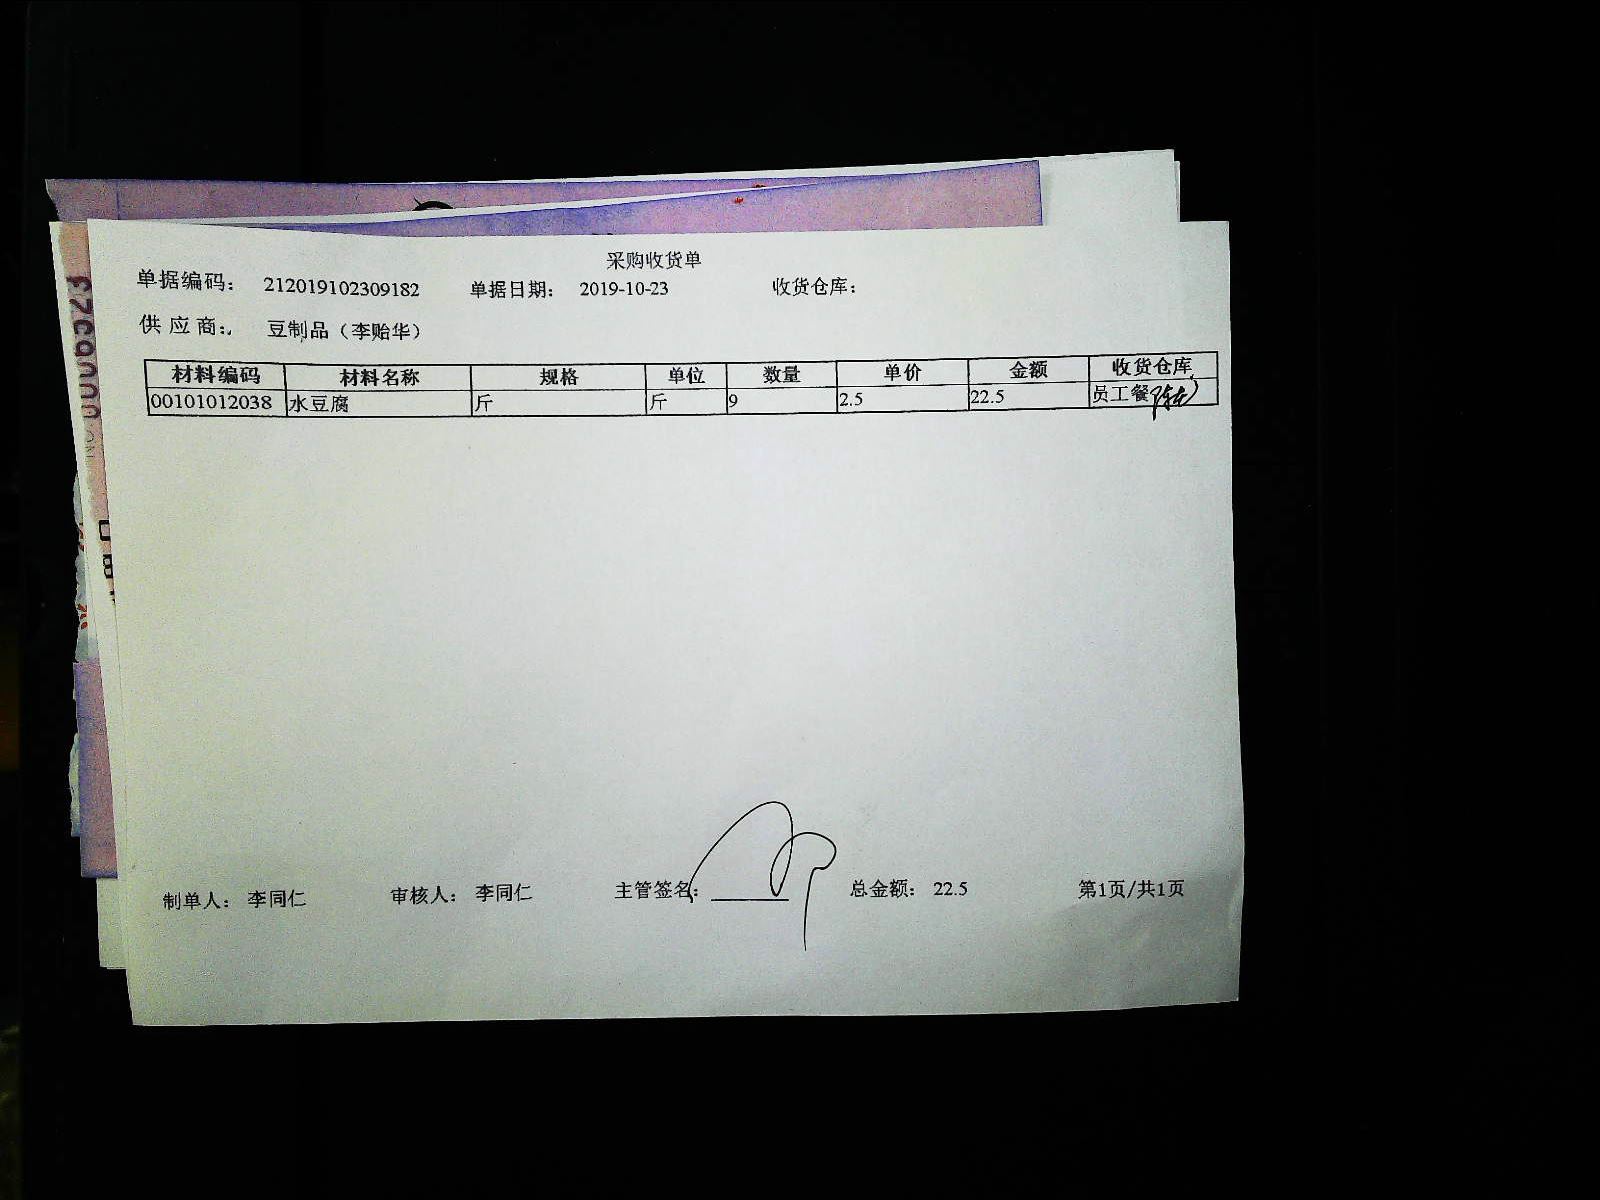 采购收货单
单据编码： 212019102309182 单据日期： 2019-10-23 收货仓库：
供 应 商： 豆制品（李贻华）
材料编码 材料名称 规格 单位 数量 单价 金额 收货仓库
00101012038 水豆腐 斤 斤 9 2.5 22.5 员工餐
制单人： 李同仁 审核人： 李同仁 主管签名： 总金额： 22.5 第1页/共1页